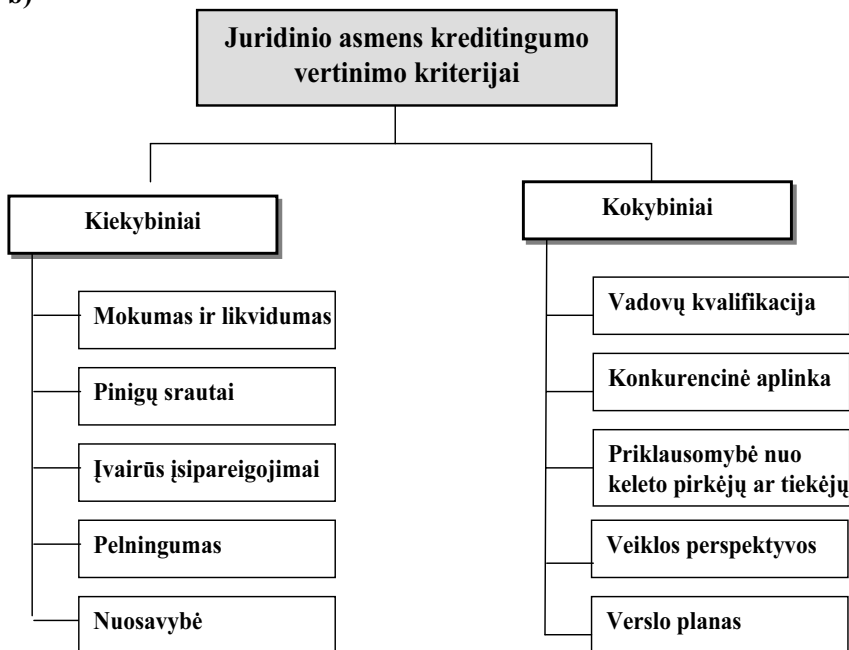 b)
Juridinio asmens kreditingumo
vertinimo kriterijai
Kiekybiniai
Mokumas ir likvidumas
Pinigų srautai
Įvairūs įsipareigojimai
Pelningumas
Nuosavybė
Kokybiniai
Vadovų kvalifikacija
Konkurencinė aplinka
Priklausomybė nuo
keleto pirkėjų ar tiekėjų
Veiklos perspektyvos
Verslo planas